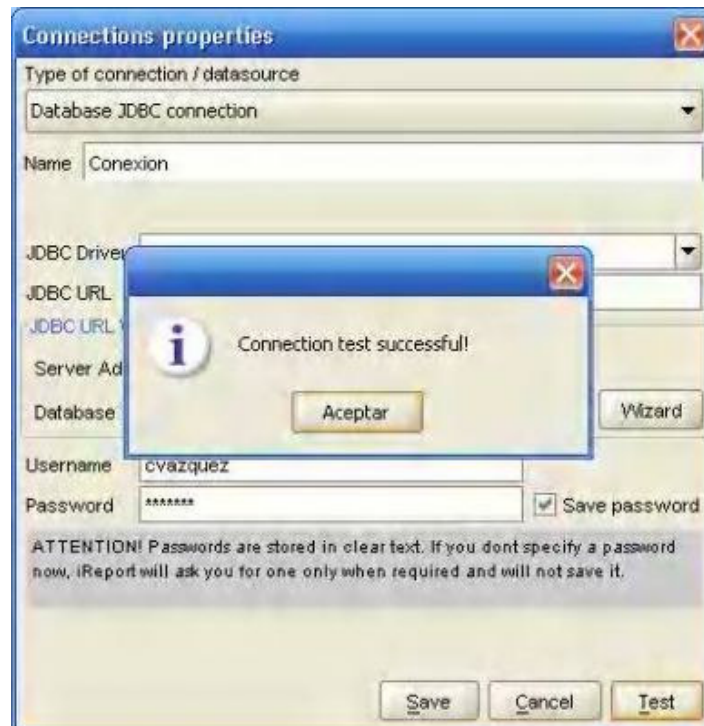 Connections properties
Type of connection / datasource
Database JDBC connection
Name Conexion
JDBC Driver
JDBC URL
JDBC URL
Server Ad
Connection test successful!
Database
Aceptar
Wizard
Username cvazquez
Password ******* Save password
ATTENTION! Passwords are stored in clear text. If you dont specify a password
now, iReport will ask you for one only when required and will not save it.
Save Cancel Test